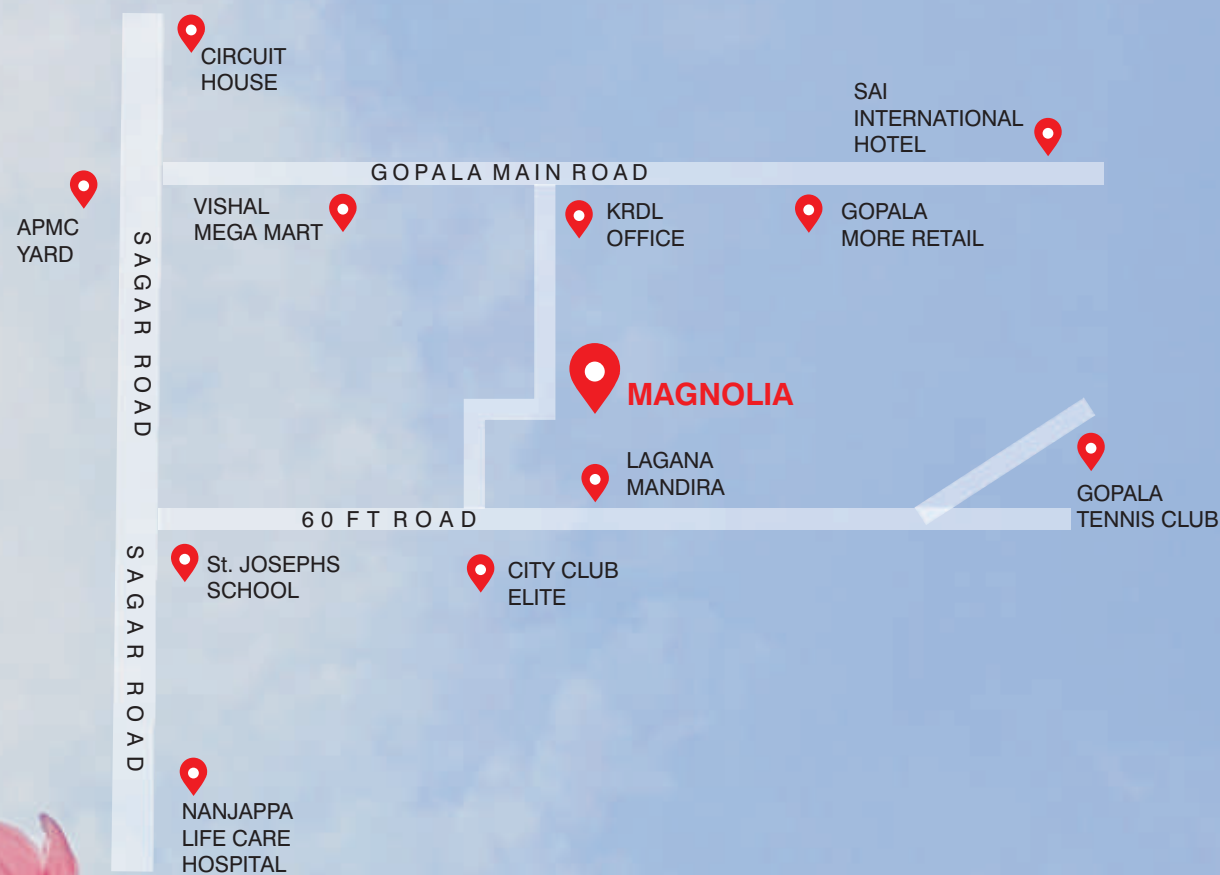 CIRCUIT
HOUSE
SAI
INTERNATIONAL
HOTEL
GOPALA MAIN ROAD
APMC
YARD
VISHAL
MEGA MART
KRDL
OFFICE
GOPALA
MORE RETAIL
SAGAR ROAD
MAGNOLIA
LAGANA
MANDIRA
GOPALA
TENNIS CLUB
60 FT ROAD
St. JOSEPHS
SCHOOL
CITY CLUB
ELITE
SAGAR ROAD
NANJAPPA
LIFE CARE
HOSPITAL